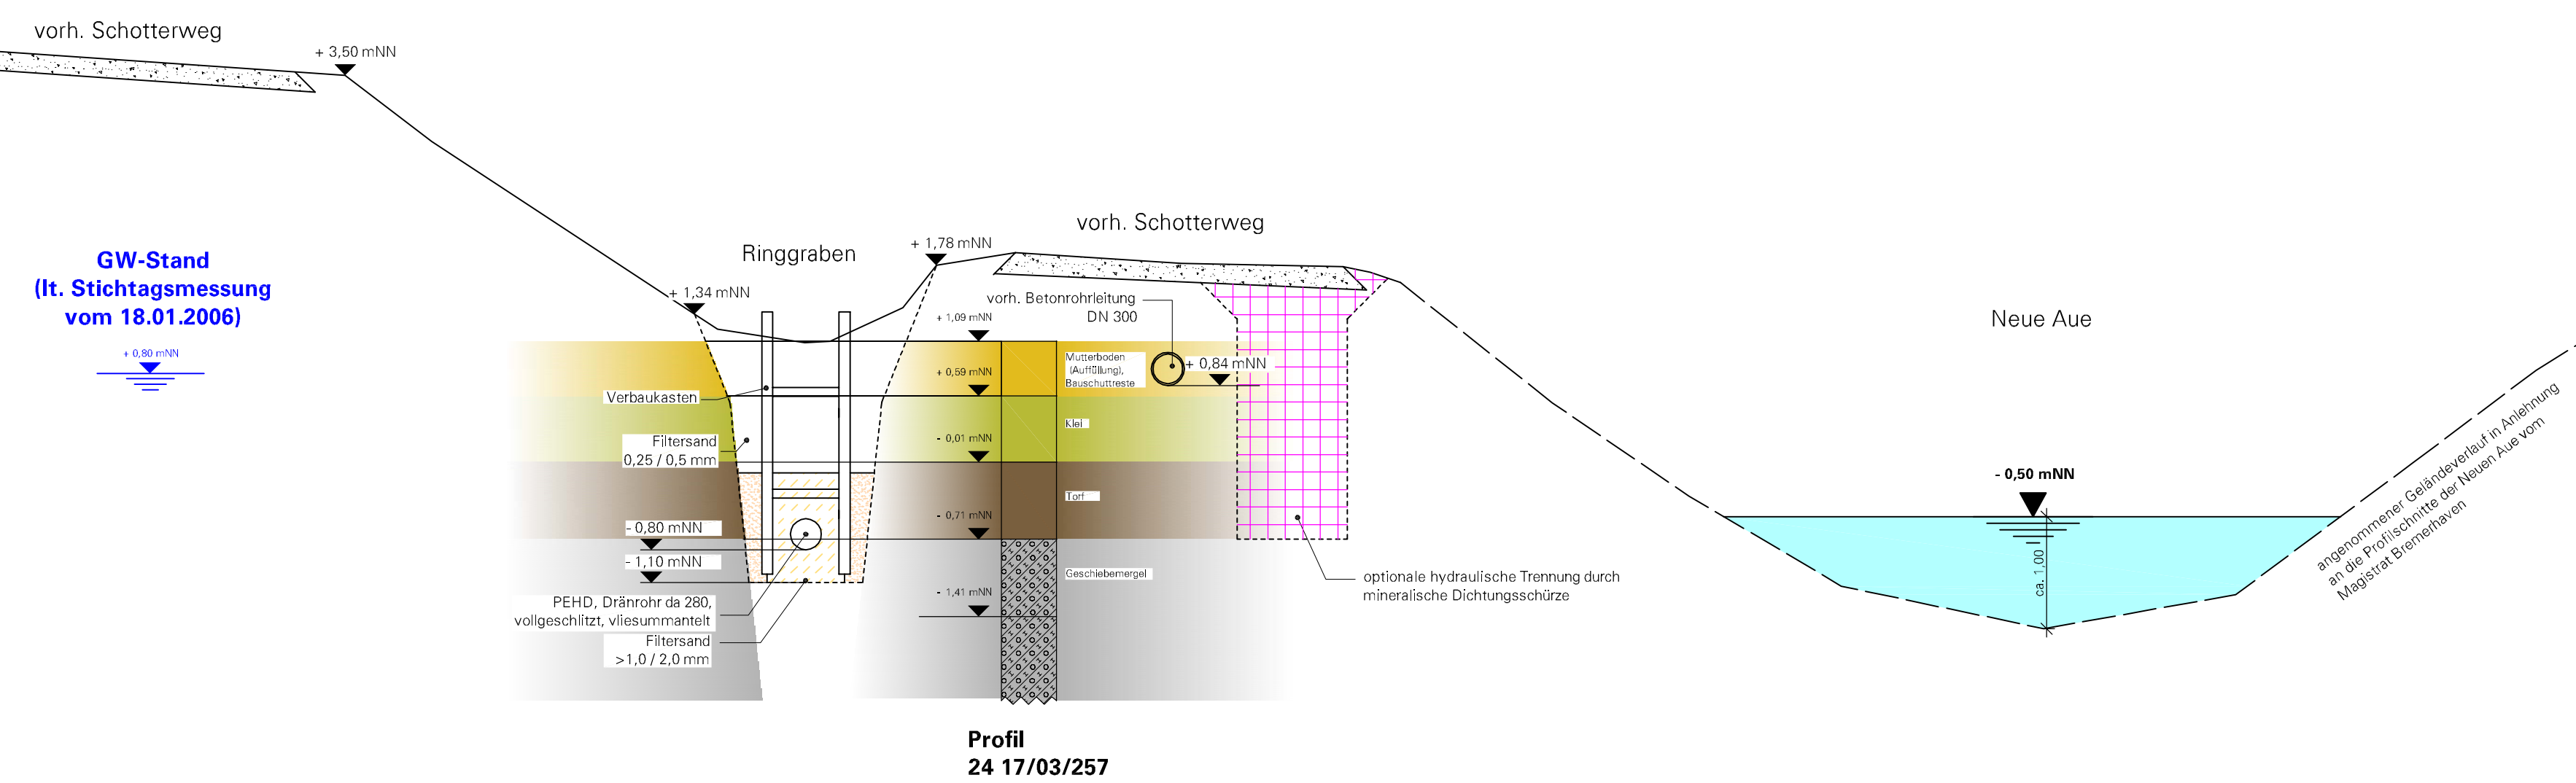 vorh. Schotterweg
+ 3,50 mNN
GW-Stand
(lt. Stichtagsmessung
vom 18.01.2006)
+ 0,80 mNN
+ 1,34 mNN
Ringgraben
+ 1,78 mNN
vorh. Schotterweg
vorh. Betonrohrleitung
DN 300
+ 1,09 mNN
Mutterboden
(Auffüllung),
Bauschuttreste
+ 0,84 mNN
+ 0,59 mNN
Verbaukasten
Klei
Filtersand
0,25 / 0,5 mm
- 0,01 mNN
Torf
- 0,80 mNN
- 0,71 mNN
- 1,10 mNN
Geschiebemergel
- 1,41 mNN
PEHD, Dränrohr da 280,
vollgeschlitzt, vliesummantelt
Filtersand
>1,0 / 2,0 mm
optionale hydraulische Trennung durch
mineralische Dichtungsschürze
Neue Aue
- 0,50 mNN
ca. 1,00
angenommener Geländeverlauf in Anlehnung
an die Profilschnitte der Neuen Aue vom
Magistrat Bremerhaven
Profil
24 17/03/257